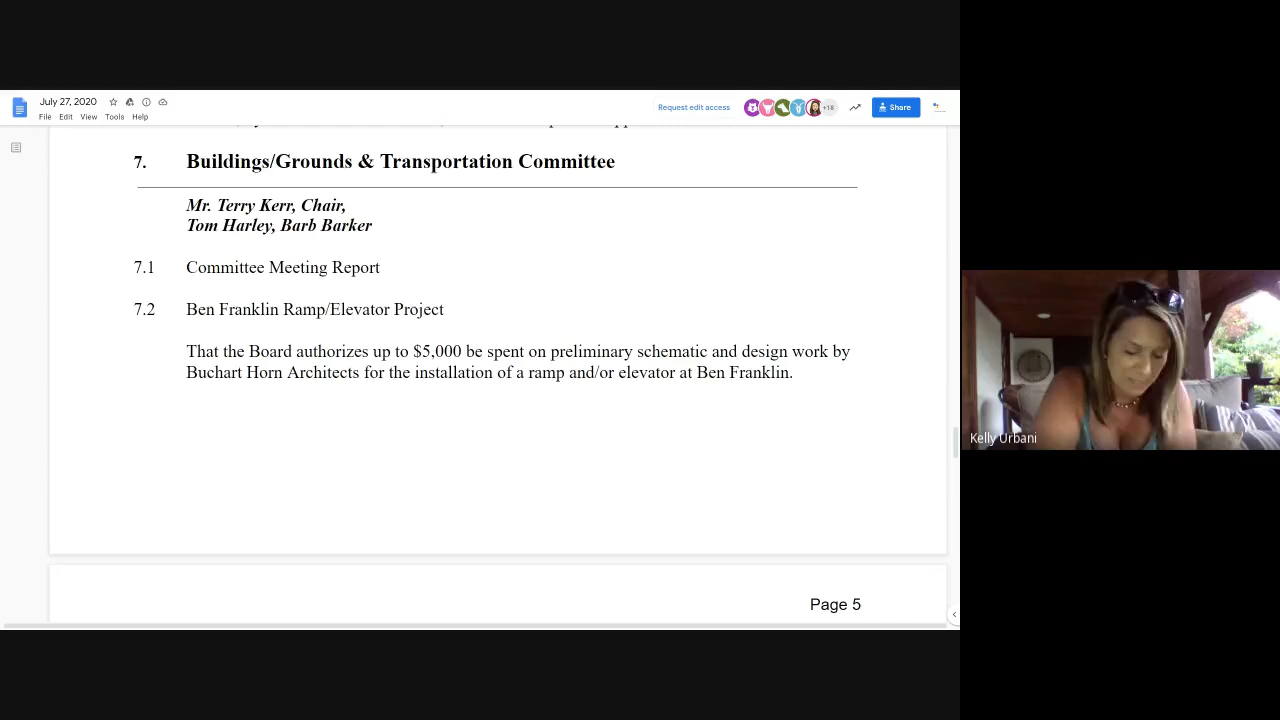 July 27, 2020
File Edit View Tools Help
Request edit access
+18
Share
7. Buildings/Grounds & Transportation Committee
Mr. Terry Kerr, Chair,
Tom Harley, Barb Barker
7.1 Committee Meeting Report
7.2 Ben Franklin Ramp/Elevator Project
That the Board authorizes up to $5,000 be spent on preliminary schematic and design work by
Buchart Horn Architects for the installation of a ramp and/or elevator at Ben Franklin.
Kelly Urbani
Page 5